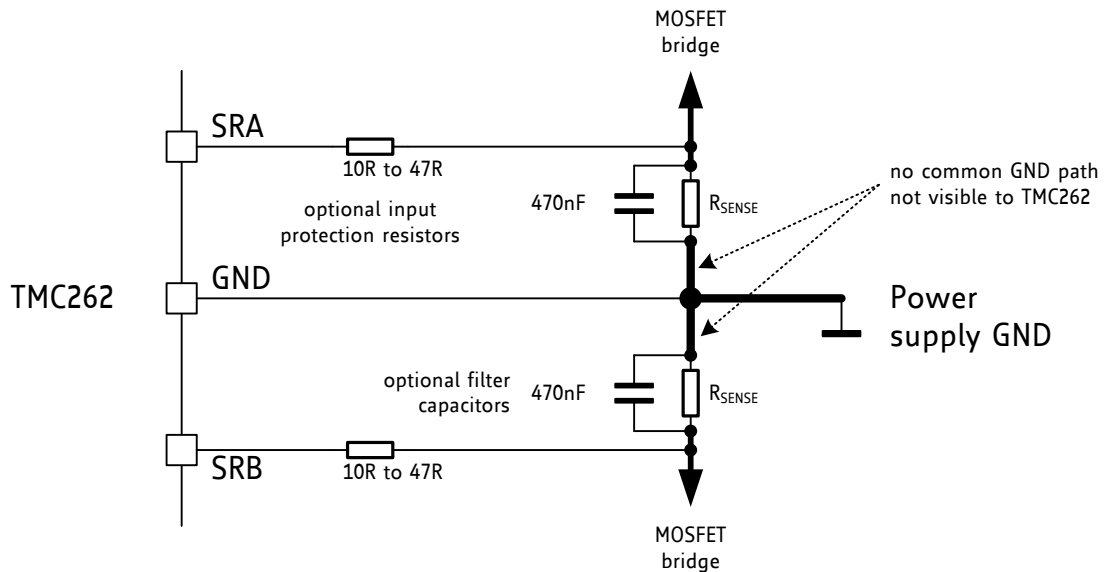 MOSFET
bridge
SRA
10R to 47R
optional input
protection resistors
470nF
RSENSE
no common GND path
not visible to TMC262
TMC262
GND
Power
supply GND
optional filter
capacitors
470nF
RSENSE
SRB
10R to 47R
MOSFET
bridge